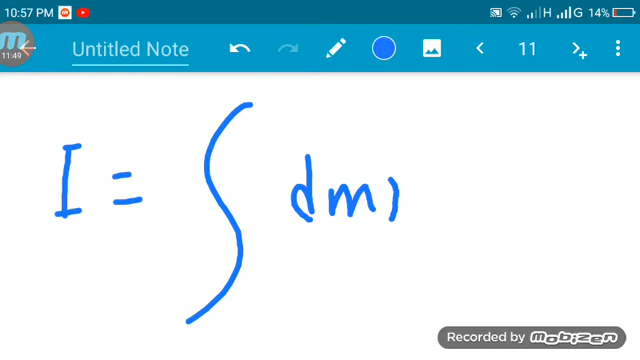 10:57 PM H G 14%
m 11:49 Untitled Note 11
I = ∫ dm
Recorded by Mobizen